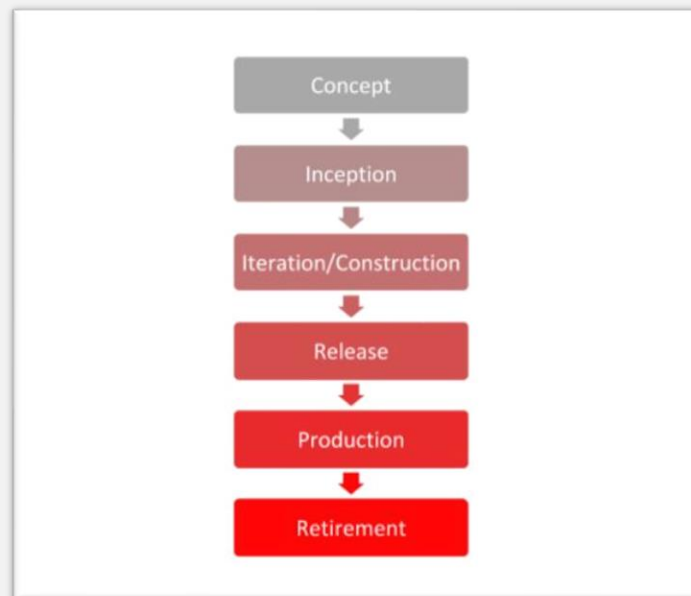 Concept
Inception
Iteration/Construction
Release
Production
Retirement